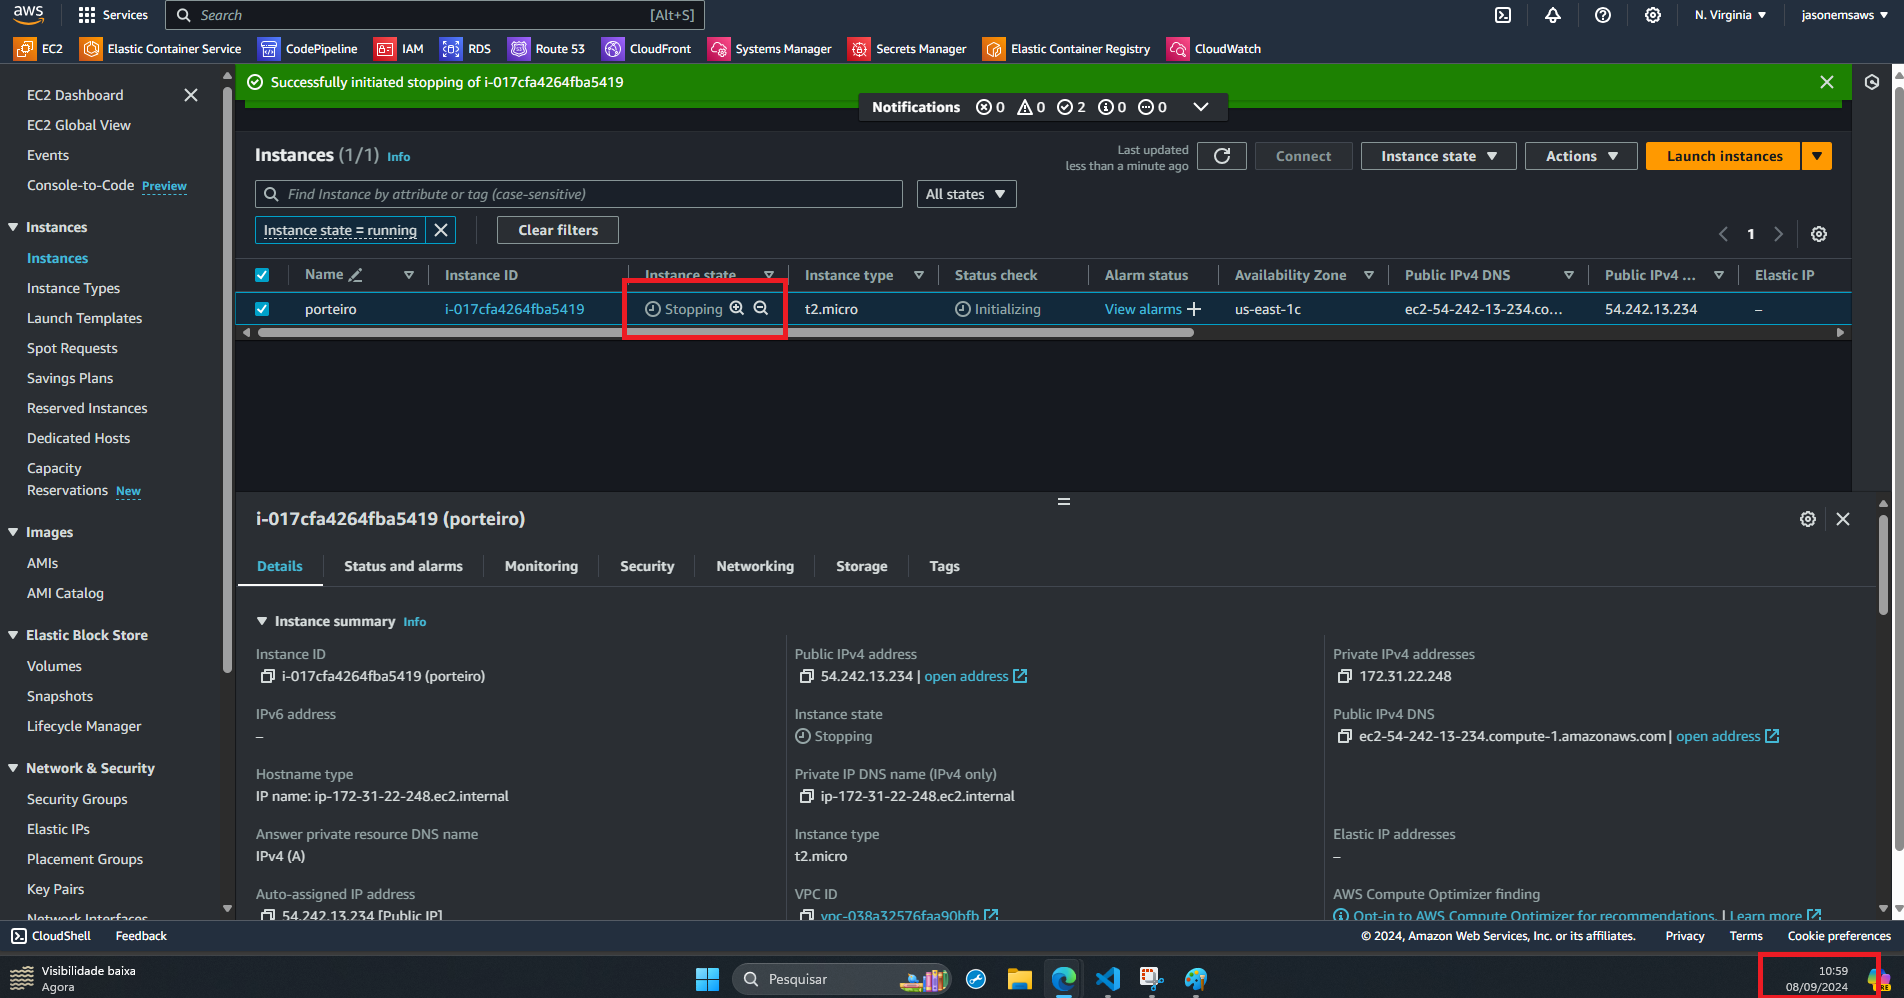 aws
Services
Search
[Alt+S]
N. Virginia
jasonemsaws
EC2
Elastic Container Service
CodePipeline
IAM
RDS
Route 53
CloudFront
Systems Manager
Secrets Manager
Elastic Container Registry
CloudWatch
EC2 Dashboard
EC2 Global View
Events
Console-to-Code Preview
Instances
Instances
Instance Types
Launch Templates
Spot Requests
Savings Plans
Reserved Instances
Dedicated Hosts
Capacity
Reservations New
Images
AMIs
AMI Catalog
Elastic Block Store
Volumes
Snapshots
Lifecycle Manager
Network & Security
Security Groups
Elastic IPs
Placement Groups
Key Pairs
Network Interfaces
Successfully initiated stopping of i-017cfa4264fba5419
Notifications 0 0 2 0 0
Instances (1/1) Info
Last updated
less than a minute ago
Connect
Instance state
Actions
Launch instances
Find Instance by attribute or tag (case-sensitive)
All states
Instance state = running
Clear filters
1
Name
Instance ID
Instance state
Instance type
Status check
Alarm status
Availability Zone
Public IPv4 DNS
Public IPv4 ...
Elastic IP
porteiro
i-017cfa4264fba5419
Stopping
t2.micro
Initializing
View alarms
us-east-1c
ec2-54-242-13-234.co...
54.242.13.234
–
i-017cfa4264fba5419 (porteiro)
Details
Status and alarms
Monitoring
Security
Networking
Storage
Tags
Instance summary Info
Instance ID
i-017cfa4264fba5419 (porteiro)
Public IPv4 address
54.242.13.234 | open address
Private IPv4 addresses
172.31.22.248
IPv6 address
–
Instance state
Stopping
Public IPv4 DNS
ec2-54-242-13-234.compute-1.amazonaws.com | open address
Hostname type
IP name: ip-172-31-22-248.ec2.internal
Private IP DNS name (IPv4 only)
ip-172-31-22-248.ec2.internal
Answer private resource DNS name
IPv4 (A)
Instance type
t2.micro
Elastic IP addresses
–
Auto-assigned IP address
54.242.13.234 [Public IP]
VPC ID
vpc-038a32576faa90bfb
AWS Compute Optimizer finding
Opt-in to AWS Compute Optimizer for recommendations. | Learn more
CloudShell
Feedback
© 2024, Amazon Web Services, Inc. or its affiliates.
Privacy
Terms
Cookie preferences
Visibilidade baixa
Agora
Pesquisar
10:59
08/09/2024